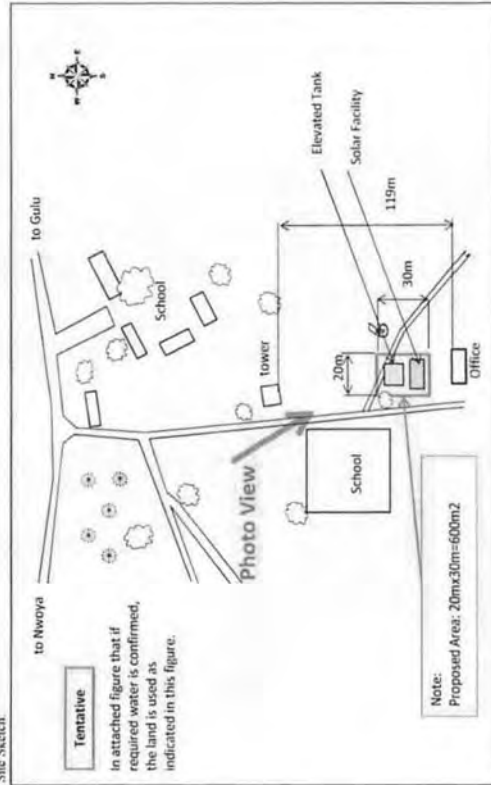 Site Sketch
to Nwoya
to Gulu
Tentative
In attached figure that if
required water is confirmed,
the land is used as
indicated in this figure.
School
tower
Photo View
School
Elevated Tank
Solar Facility
20m
30m
119m
Office
Note:
Proposed Area: 20mx30m=600m2